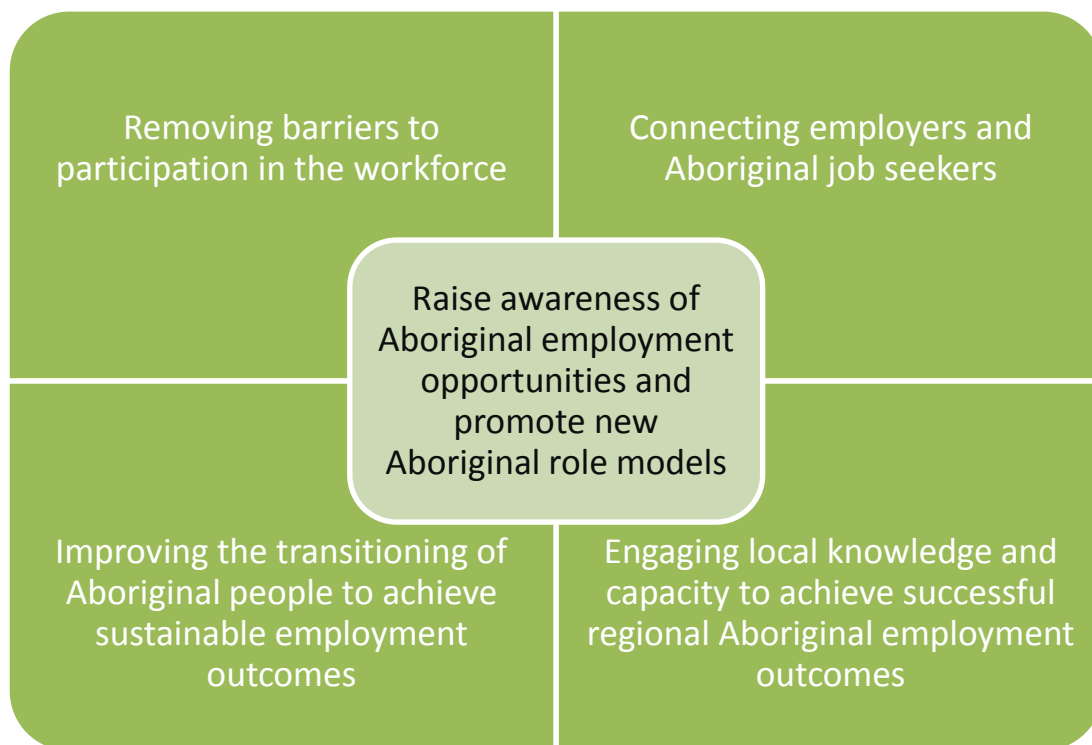 Removing barriers to
participation in the workforce
Connecting employers and
Aboriginal job seekers
Raise awareness of
Aboriginal employment
opportunities and
promote new
Aboriginal role models
Improving the transitioning of
Aboriginal people to achieve
sustainable employment
outcomes
Engaging local knowledge and
capacity to achieve successful
regional Aboriginal employment
outcomes